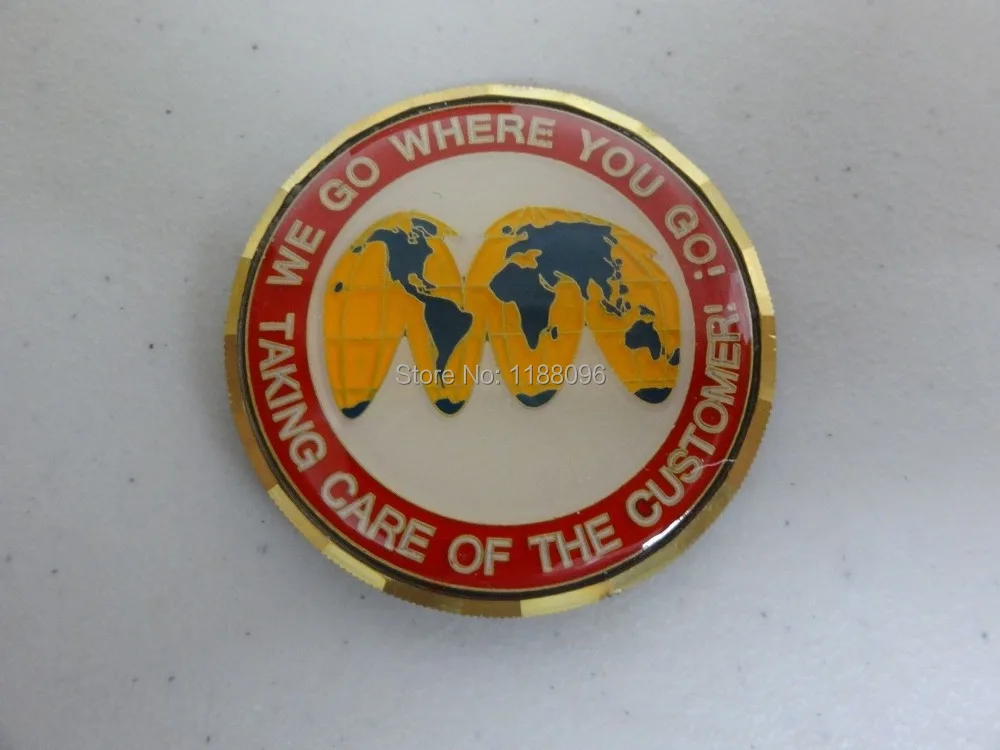 WE GO WHERE YOU GO!
TAKING CARE OF THE CUSTOMER!
Store No: 1188096